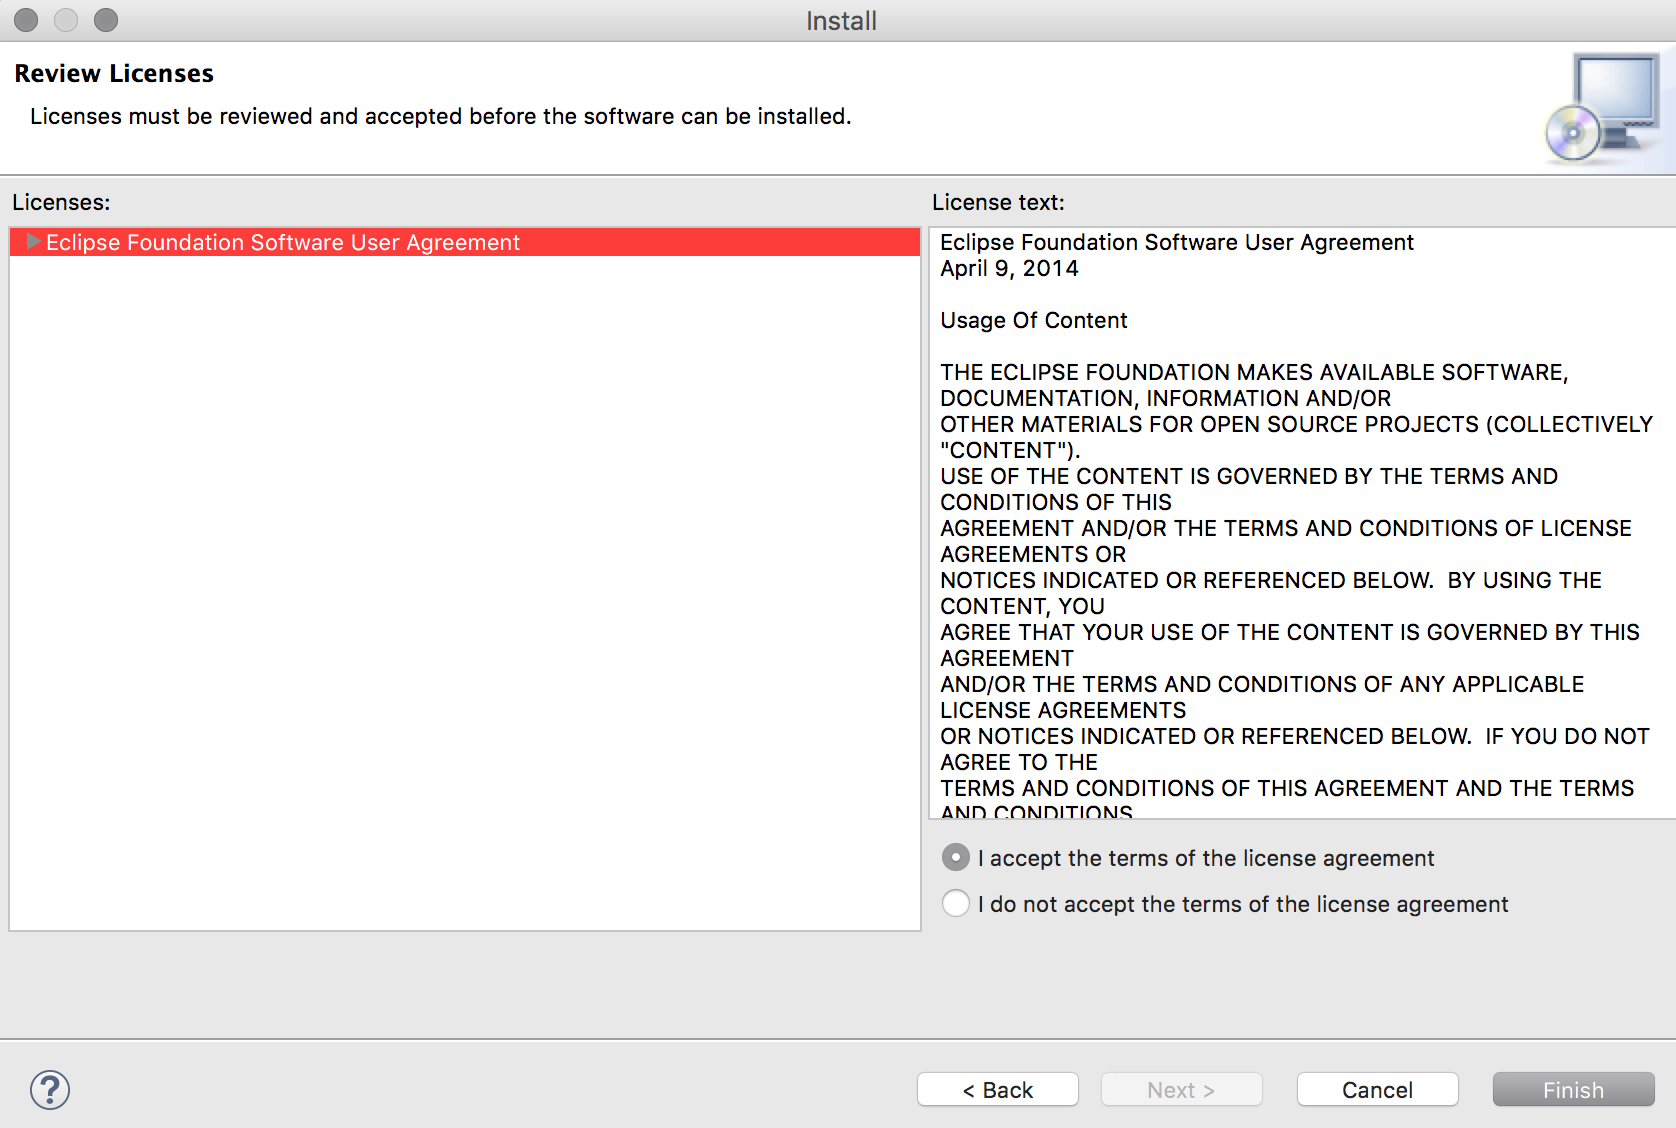 Install
Review Licenses
Licenses must be reviewed and accepted before the software can be installed.
Licenses:
Eclipse Foundation Software User Agreement
License text:
Eclipse Foundation Software User Agreement
April 9, 2014
Usage Of Content
THE ECLIPSE FOUNDATION MAKES AVAILABLE SOFTWARE,
DOCUMENTATION, INFORMATION AND/OR
OTHER MATERIALS FOR OPEN SOURCE PROJECTS (COLLECTIVELY
"CONTENT").
USE OF THE CONTENT IS GOVERNED BY THE TERMS AND
CONDITIONS OF THIS
AGREEMENT AND/OR THE TERMS AND CONDITIONS OF LICENSE
AGREEMENTS OR
NOTICES INDICATED OR REFERENCED BELOW.  BY USING THE
CONTENT, YOU
AGREE THAT YOUR USE OF THE CONTENT IS GOVERNED BY THIS
AGREEMENT
AND/OR THE TERMS AND CONDITIONS OF ANY APPLICABLE
LICENSE AGREEMENTS
OR NOTICES INDICATED OR REFERENCED BELOW.  IF YOU DO NOT
AGREE TO THE
TERMS AND CONDITIONS OF THIS AGREEMENT AND THE TERMS
AND CONDITIONS
I accept the terms of the license agreement
I do not accept the terms of the license agreement
?
< Back
Next >
Cancel
Finish